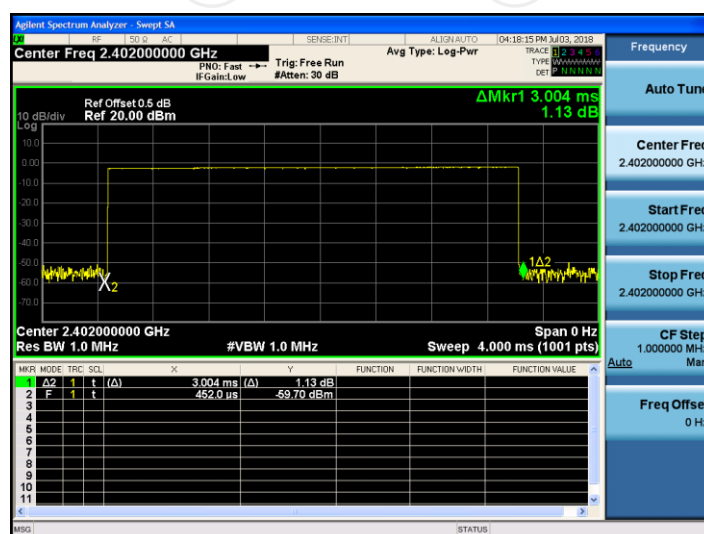 Agilent Spectrum Analyzer - Swept SA
RF 50 Ω AC SENSE:INT ALIGN AUTO 04:18:15 PM Jul 03, 2018
Center Freq 2.402000000 GHz
PNO: Fast
IFGain:Low
Trig: Free Run
#Atten: 30 dB
Avg Type: Log-Pwr
TRACE 1 2 3 4 5 6
TYPE
DET P N N N N N
Ref Offset 0.5 dB
10 dB/div Ref 20.00 dBm
Log
ΔMkr1 3.004 ms
1.13 dB
10.0
0.00
-10.0
-20.0
-30.0
-40.0
-50.0
-60.0
-70.0
X2
1Δ2
Center 2.402000000 GHz Span 0 Hz
Res BW 1.0 MHz #VBW 1.0 MHz Sweep 4.000 ms (1001 pts)
MKR MODE TRC SCL X Y FUNCTION FUNCTION WIDTH FUNCTION VALUE
1 Δ2 1 t (Δ) 3.004 ms (Δ) 1.13 dB
2 F 1 t 452.0 µs -59.70 dBm
3
4
5
6
7
8
9
10
11
MSG STATUS
Frequency
Auto Tune
Center Freq
2.402000000 GHz
Start Freq
2.402000000 GHz
Stop Freq
2.402000000 GHz
CF Step
1.000000 MHz
Auto Man
Freq Offset
0 Hz